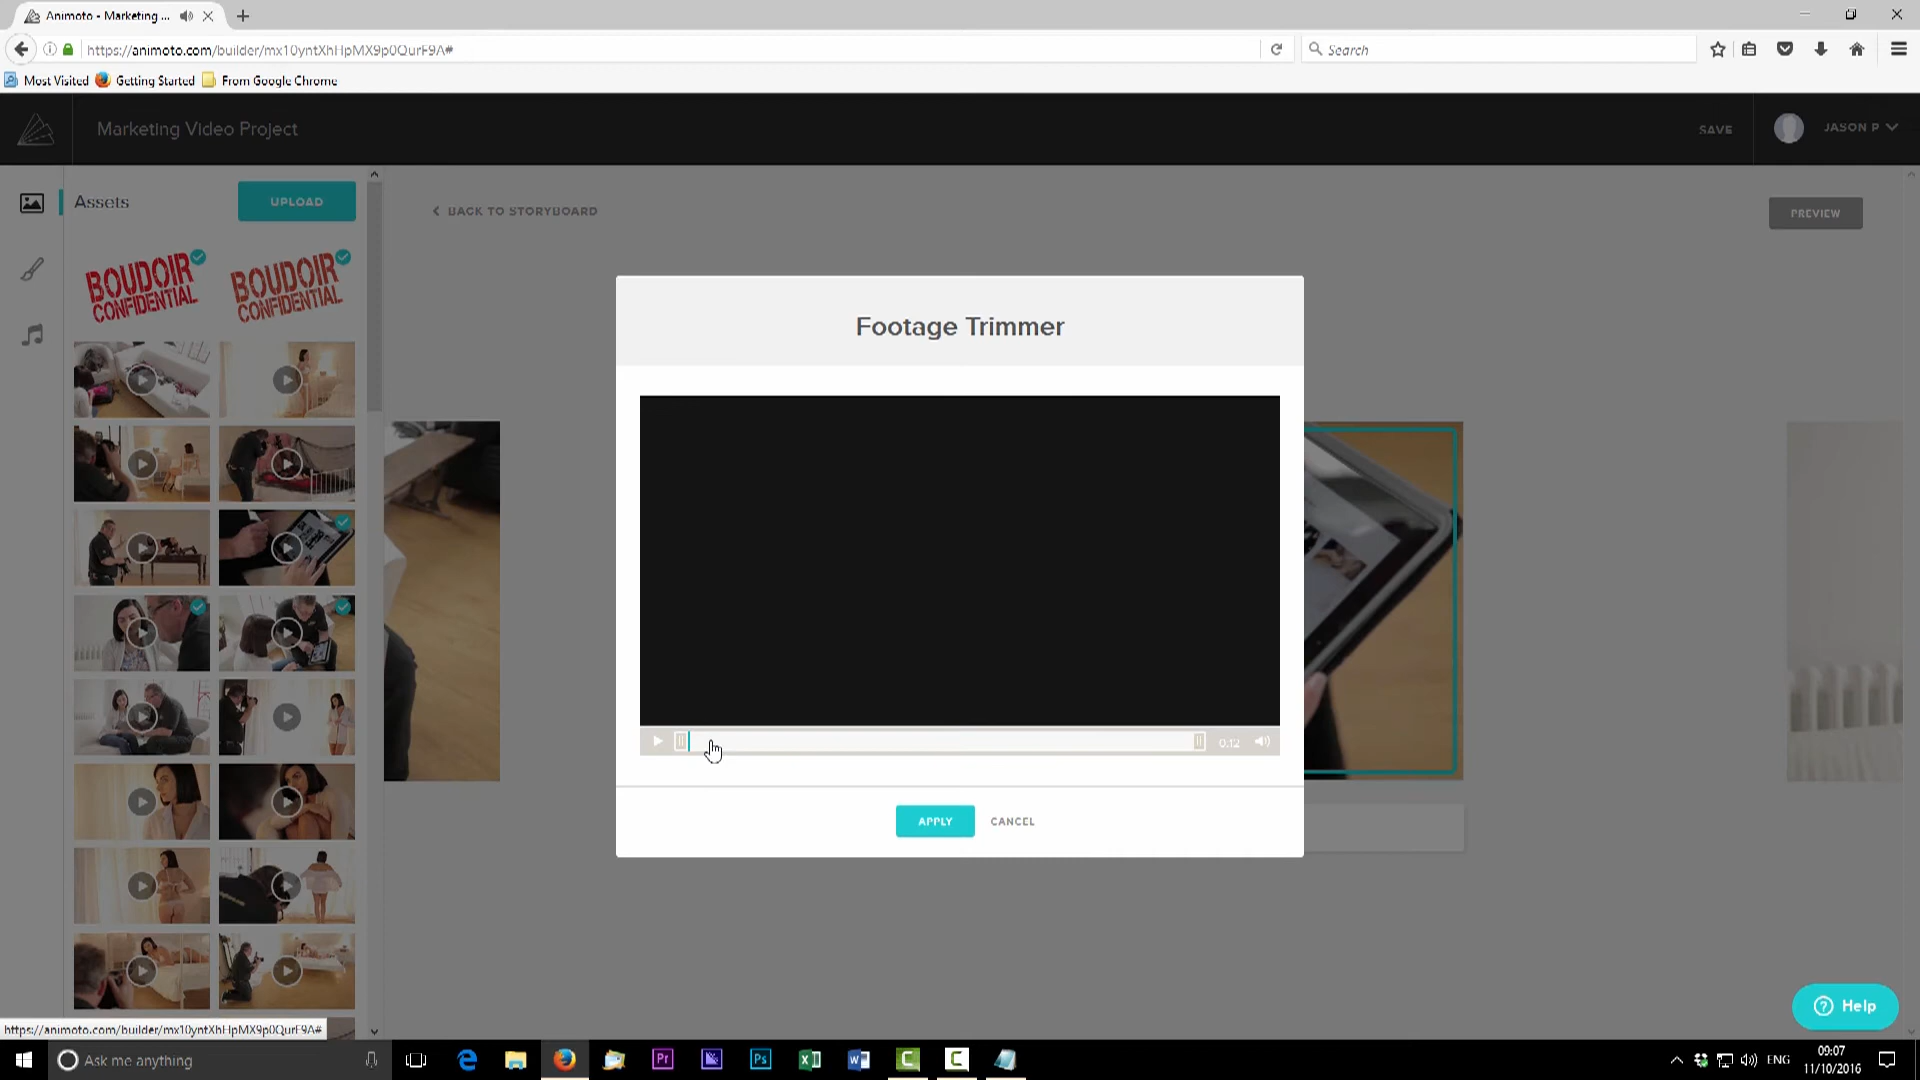 Animoto - Marketing ...
https://animoto.com/builder/mx10yntXhHpMX9p0QurF9A#
Search
Most Visited
Getting Started
From Google Chrome
Marketing Video Project
SAVE
JASON P
Assets
UPLOAD
BACK TO STORYBOARD
PREVIEW
BOUDOIR
CONFIDENTIAL
BOUDOIR
CONFIDENTIAL
Footage Trimmer
0:12
APPLY
CANCEL
Help
https://animoto.com/builder/mx10yntXhHpMX9p0QurF9A#
Ask me anything
Pr
Ps
ENG
09:07
11/10/2016